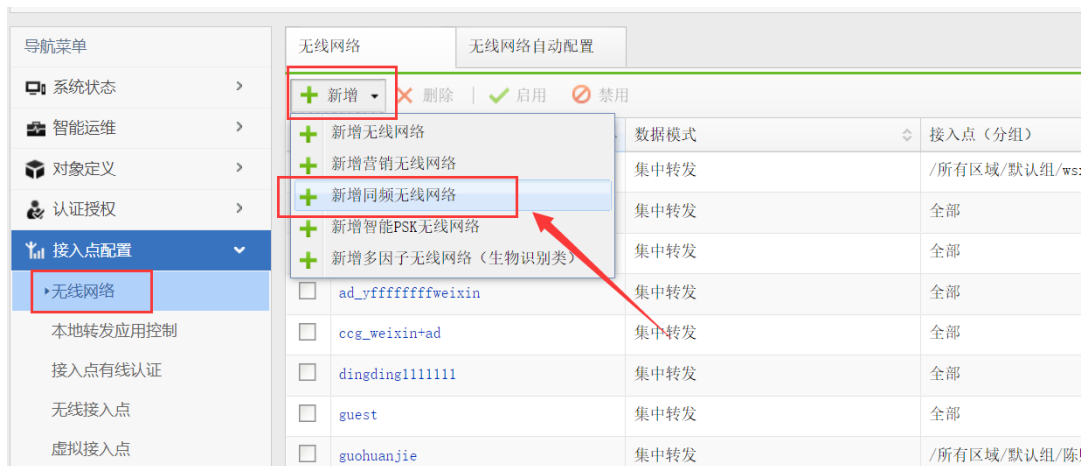 导航菜单
系统状态
智能运维
对象定义
认证授权
接入点配置
无线网络
本地转发应用控制
接入点有线认证
无线接入点
虚拟接入点
无线网络 无线网络自动配置
新增 删除 启用 禁用
新增无线网络
新增营销无线网络
新增同频无线网络
新增智能PSK无线网络
新增多因子无线网络（生物识别类）
数据模式 接入点（分组）
集中转发 /所有区域/默认组/wsx
集中转发 全部
集中转发 全部
ad_yffffffffweixin 集中转发 全部
ccg_weixin+ad 集中转发 全部
dingding1111111 集中转发 全部
guest 集中转发 全部
guohuanjie 集中转发 /所有区域/默认组/陈